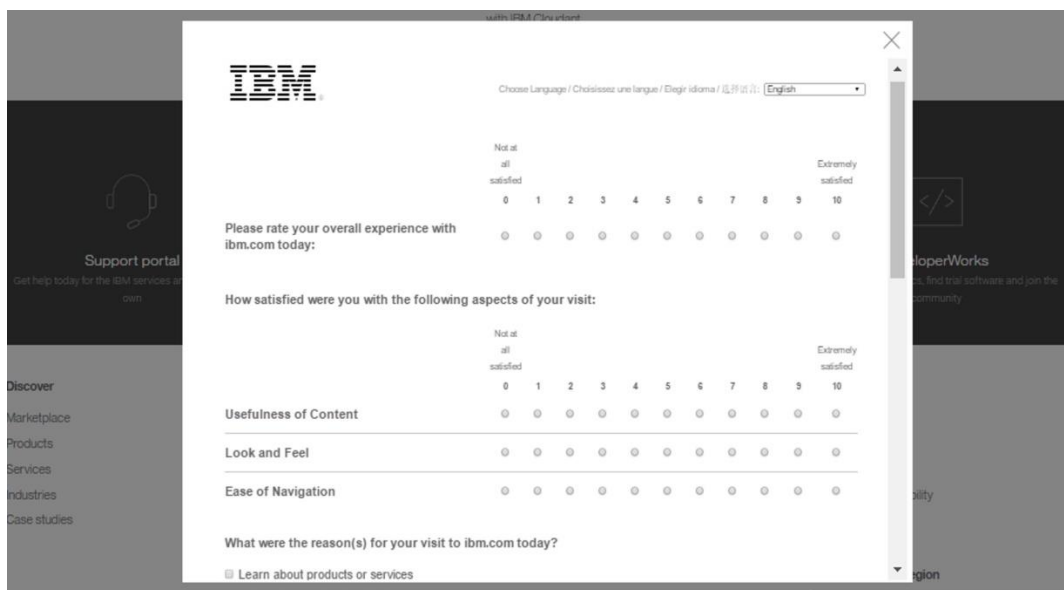 with IBM Cloudant
IBM
Choose Language / Choisissez une langue / Elegir idioma / 选择语言: English
Not at
all
satisfied
Extremely
satisfied
0 1 2 3 4 5 6 7 8 9 10
Please rate your overall experience with
ibm.com today:
How satisfied were you with the following aspects of your visit:
Not at
all
satisfied
Extremely
satisfied
0 1 2 3 4 5 6 7 8 9 10
Usefulness of Content
Look and Feel
Ease of Navigation
What were the reason(s) for your visit to ibm.com today?
Learn about products or services
Support portal
Get help today for the IBM services
own
</>
eloperWorks
cs, find trial software and join the
community
Discover
Marketplace
Products
Services
Industries
Case studies
bility
egion